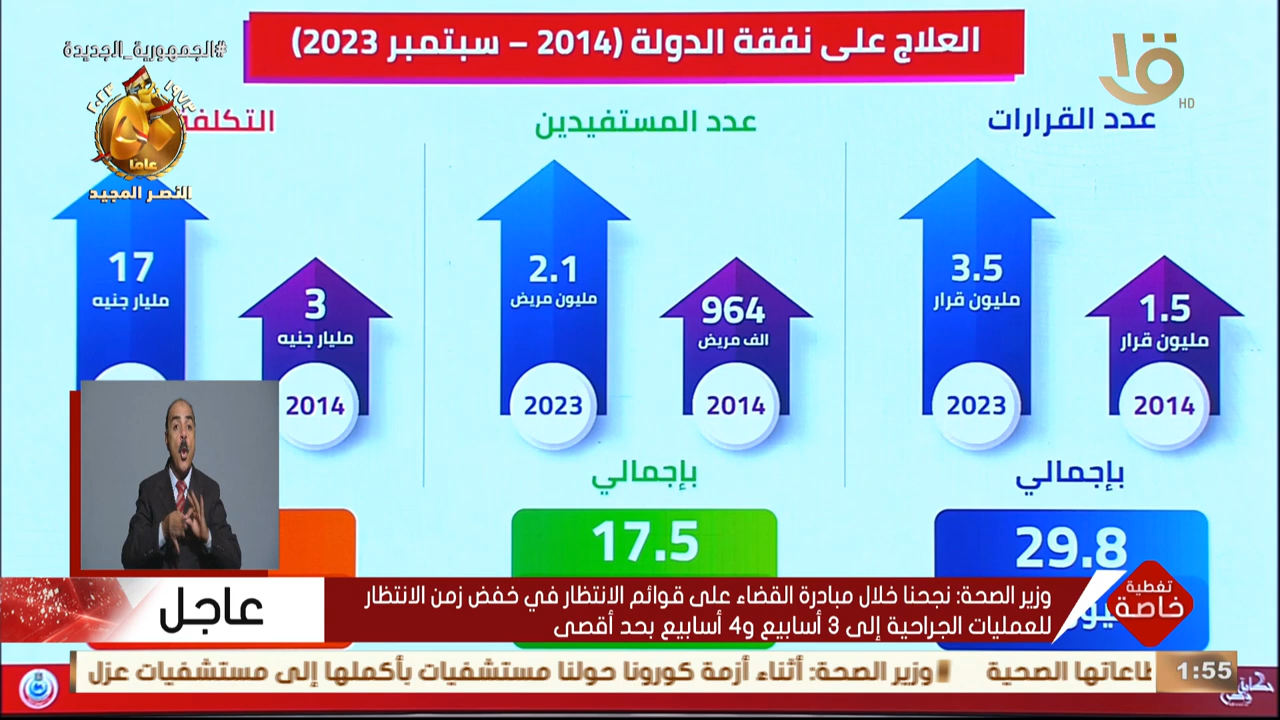 العلاج على نفقة الدولة (2014 – سبتمبر 2023)
#الجمهورية_الجديدة
HD
١٩٧٣
٢٠٢٣
عامًا
النصر المجيد
عدد القرارات
عدد المستفيدين
1.5
مليون قرار
2014
3.5
مليون قرار
2023
964
الف مريض
2014
2.1
مليون مريض
2023
3
مليار جنيه
2014
17
مليار جنيه
بإجمالي
29.8
بإجمالي
17.5
تغطية
خاصة
وزير الصحة: نجحنا خلال مبادرة القضاء على قوائم الانتظار في خفض زمن الانتظار
للعمليات الجراحية إلى 3 أسابيع و4 أسابيع بحد أقصى
عاجل
1:55
الصحية
وزير الصحة: أثناء أزمة كورونا حولنا مستشفيات بأكملها إلى مستشفيات عزل